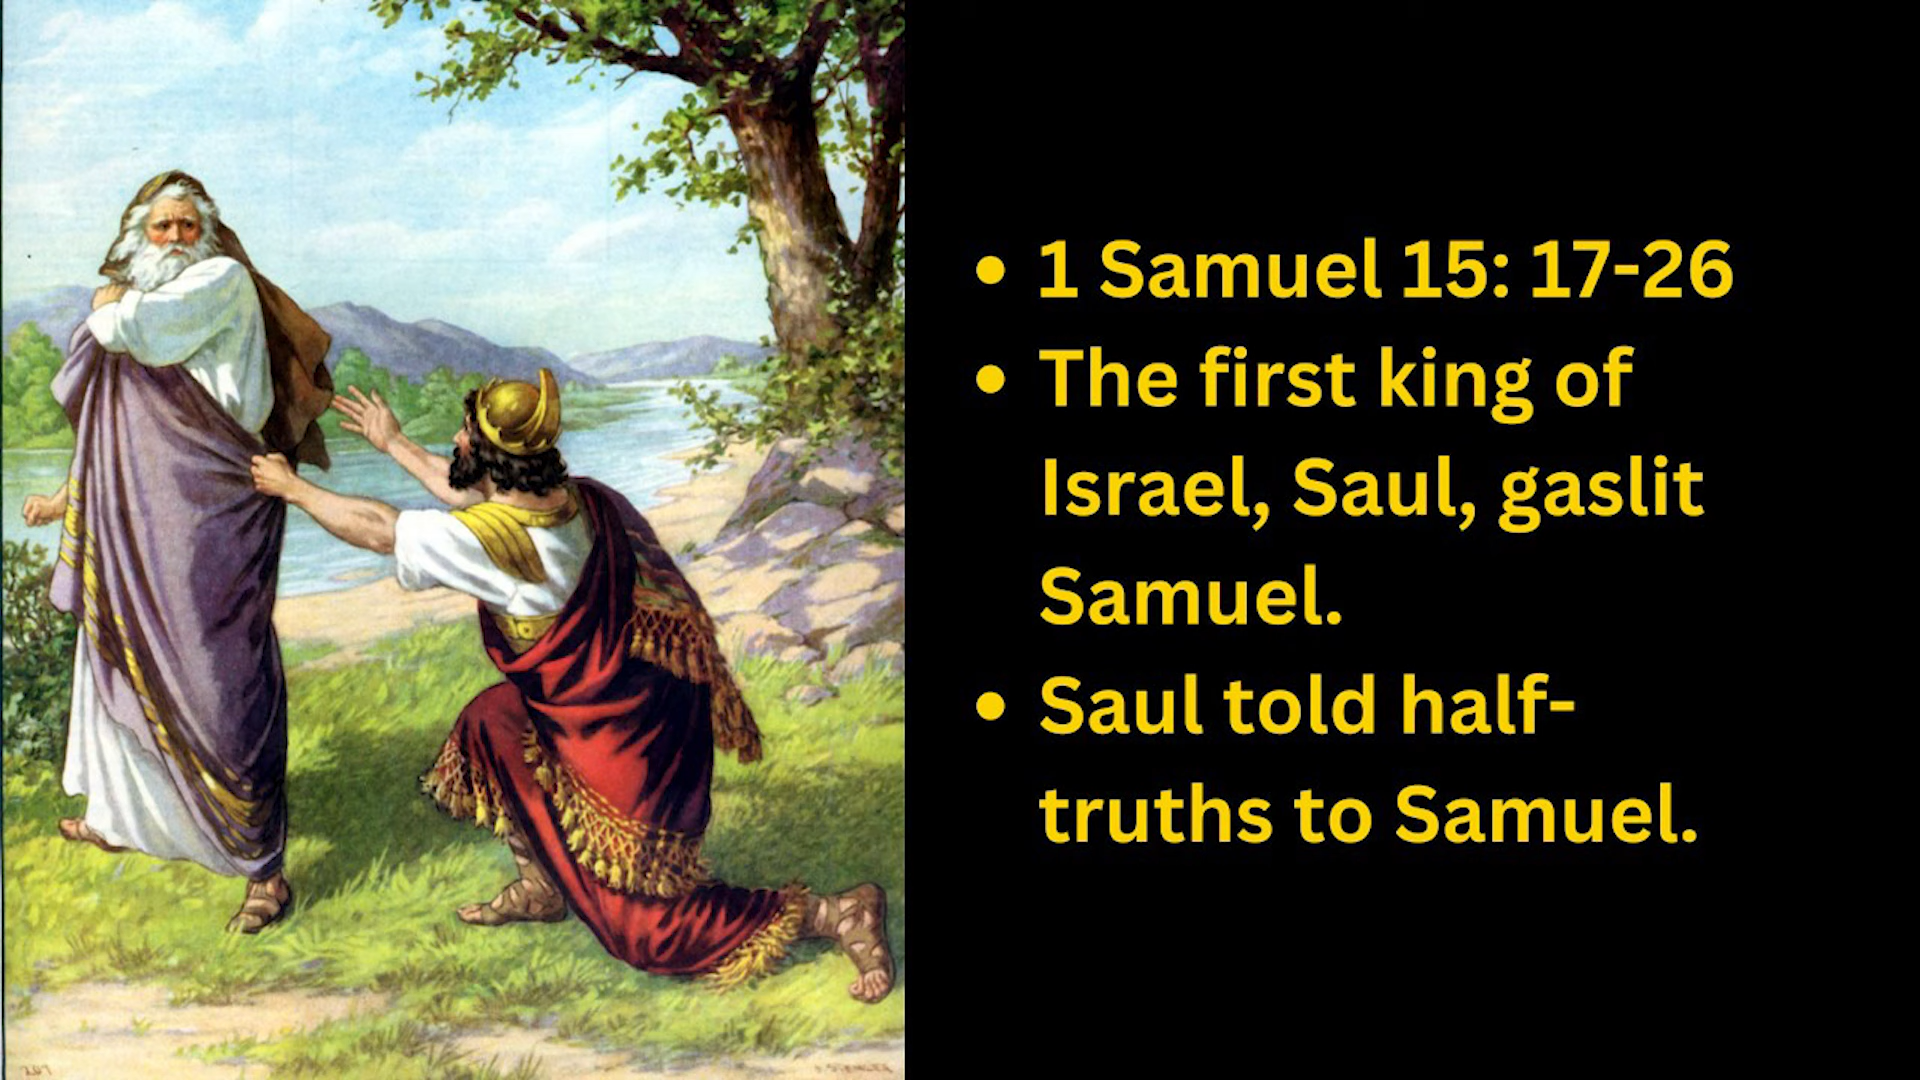 • 1 Samuel 15: 17-26
• The first king of
Israel, Saul, gaslit
Samuel.
• Saul told half-
truths to Samuel.
207